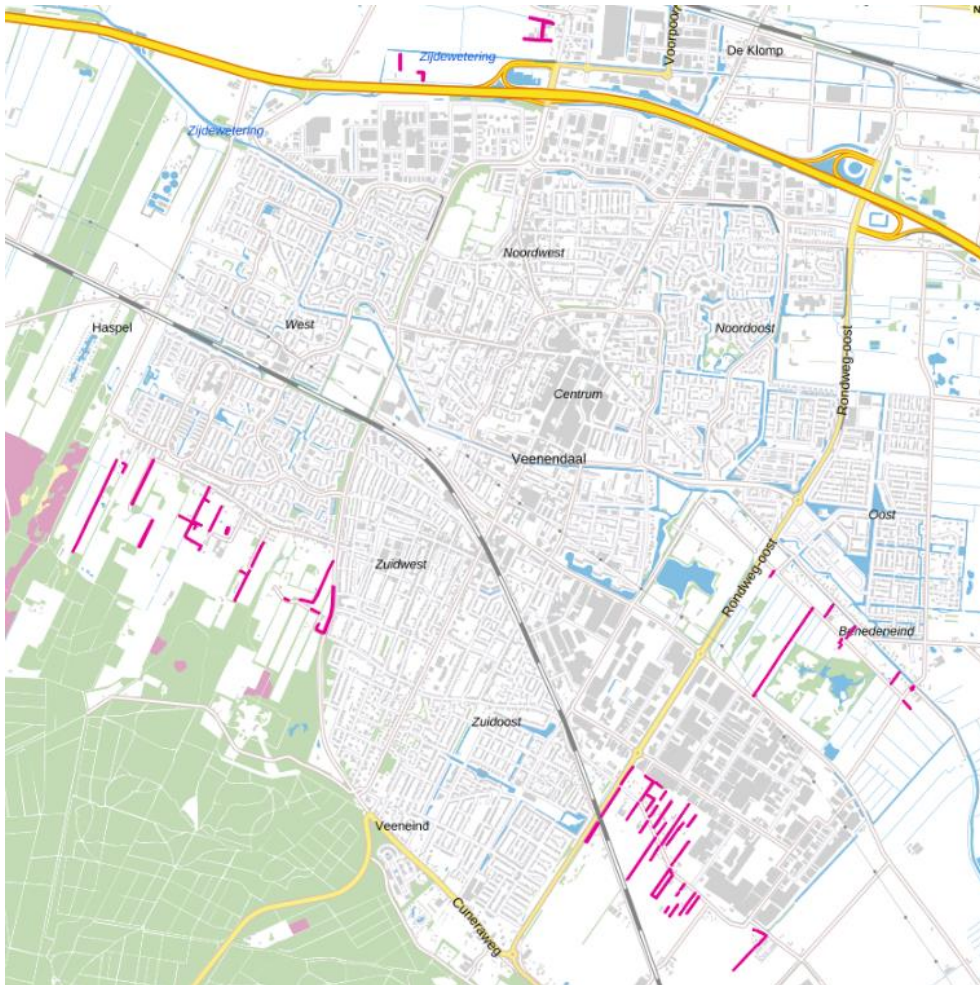 N
Voorpoort
De Klomp
Zijdewetering
Zijdewetering
Noordwest
West
Noordoost
Haspel
Rondweg-oost
Centrum
Veenendaal
Oost
Zuidwest
Rondweg-oost
Benedeneind
Zuidoost
Veeneind
Cuneraweg